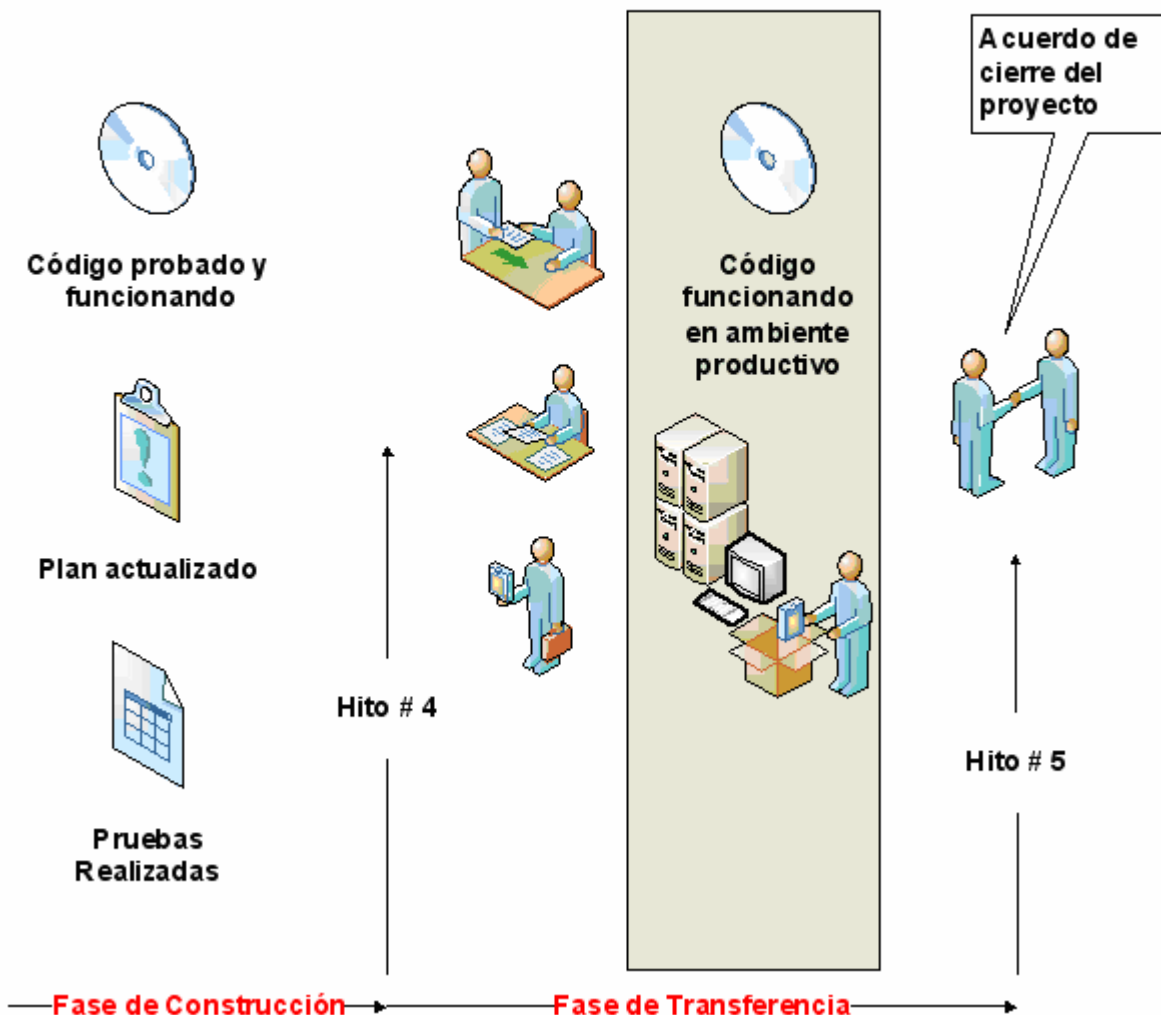 Acuerdo de
cierre del
proyecto
Código probado y
funcionando
Código
funcionando
en ambiente
productivo
Plan actualizado
Hito # 4
Hito # 5
Pruebas
Realizadas
Fase de Construcción
Fase de Transferencia